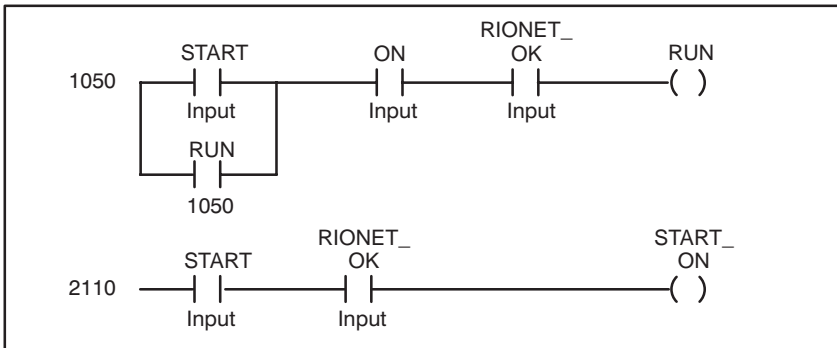 RIONET_
START ON OK RUN
1050
Input Input Input
RUN
1050
RIONET_ START_
START OK ON
2110
Input Input